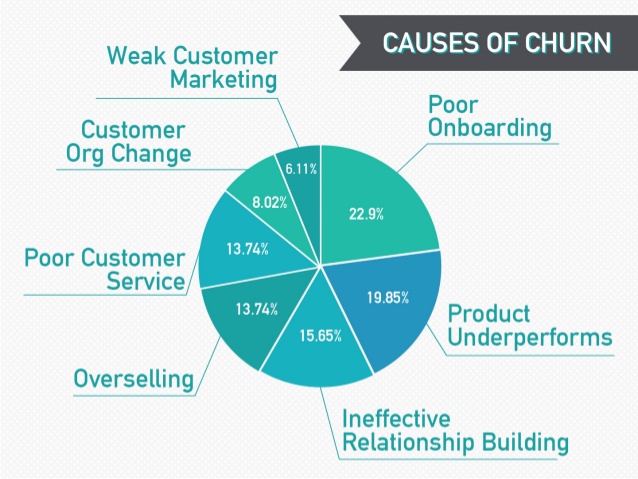 CAUSES OF CHURN
Weak Customer
Marketing
Poor
Onboarding
Customer
Org Change
6.11%
8.02%
22.9%
Poor Customer
Service
13.74%
19.85%
13.74%
15.65%
Product
Underperforms
Overselling
Ineffective
Relationship Building